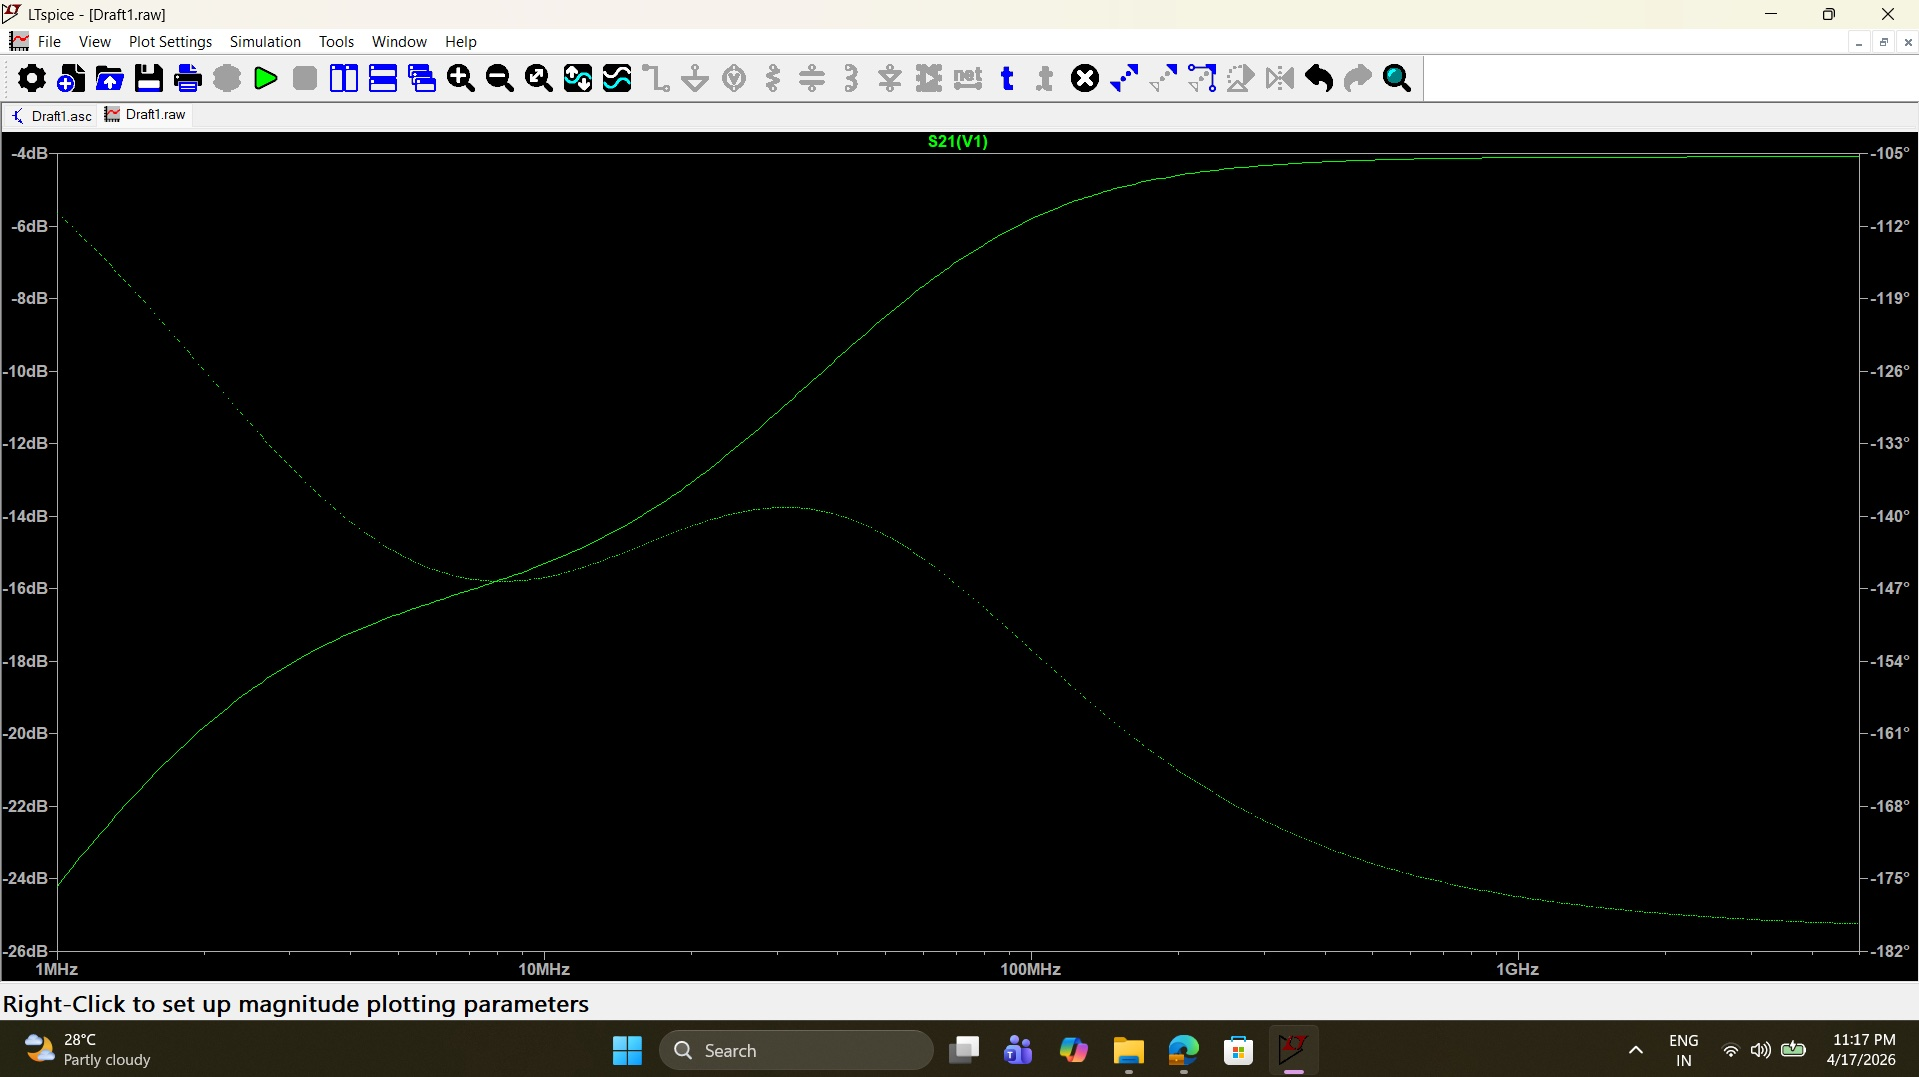 LTspice - [Draft1.raw]
File View Plot Settings Simulation Tools Window Help
net t t
Draft1.asc Draft1.raw
S21(V1)
-4dB
-6dB
-8dB
-10dB
-12dB
-14dB
-16dB
-18dB
-20dB
-22dB
-24dB
-26dB
-105°
-112°
-119°
-126°
-133°
-140°
-147°
-154°
-161°
-168°
-175°
-182°
1MHz 10MHz 100MHz 1GHz
Right-Click to set up magnitude plotting parameters
28°C
Partly cloudy
Search
ENG
IN
11:17 PM
4/17/2026